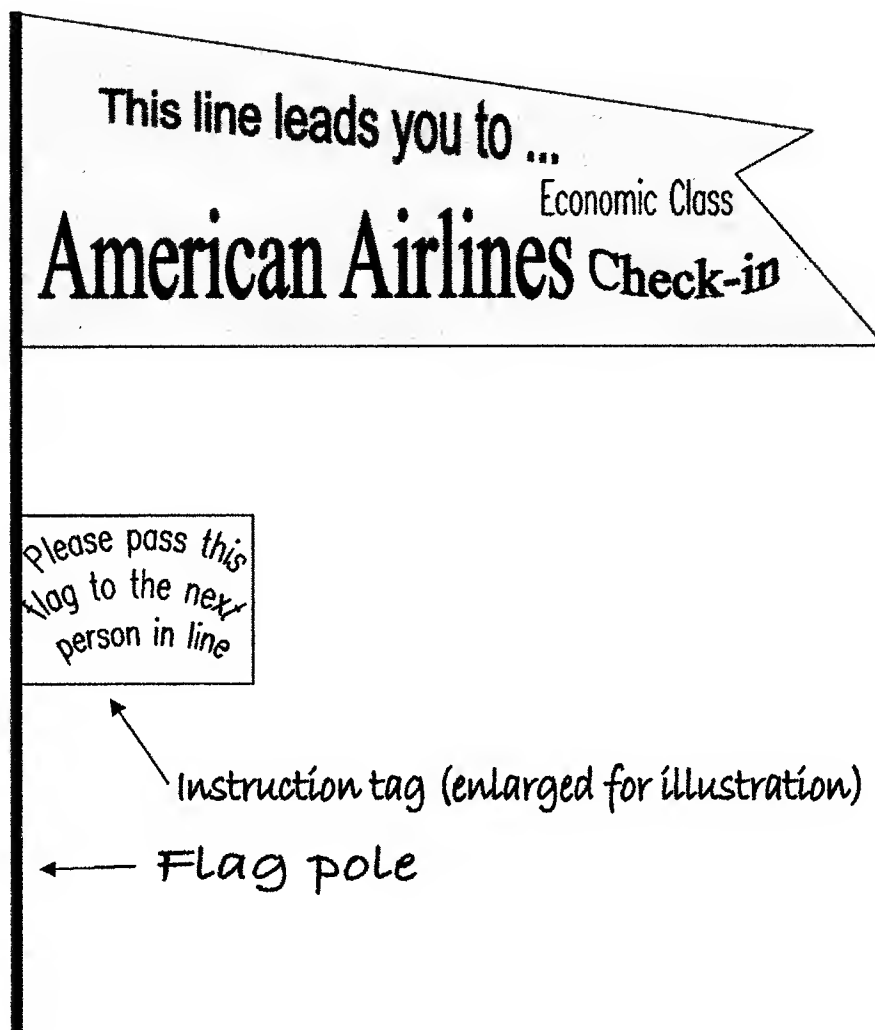 This line leads you to ...
Economic Class
American Airlines Check-in
Please pass this
flag to the next
person in line
Instruction tag (enlarged for illustration)
Flag pole